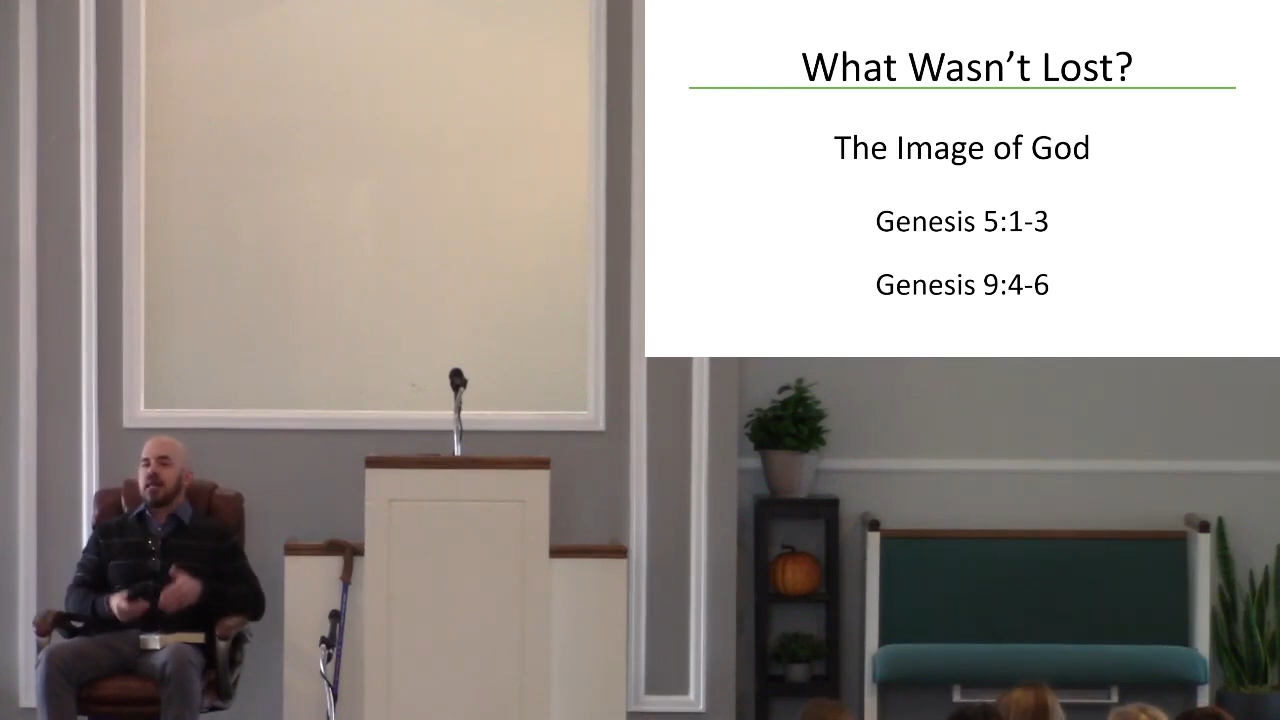 What Wasn't Lost?
The Image of God
Genesis 5:1-3
Genesis 9:4-6